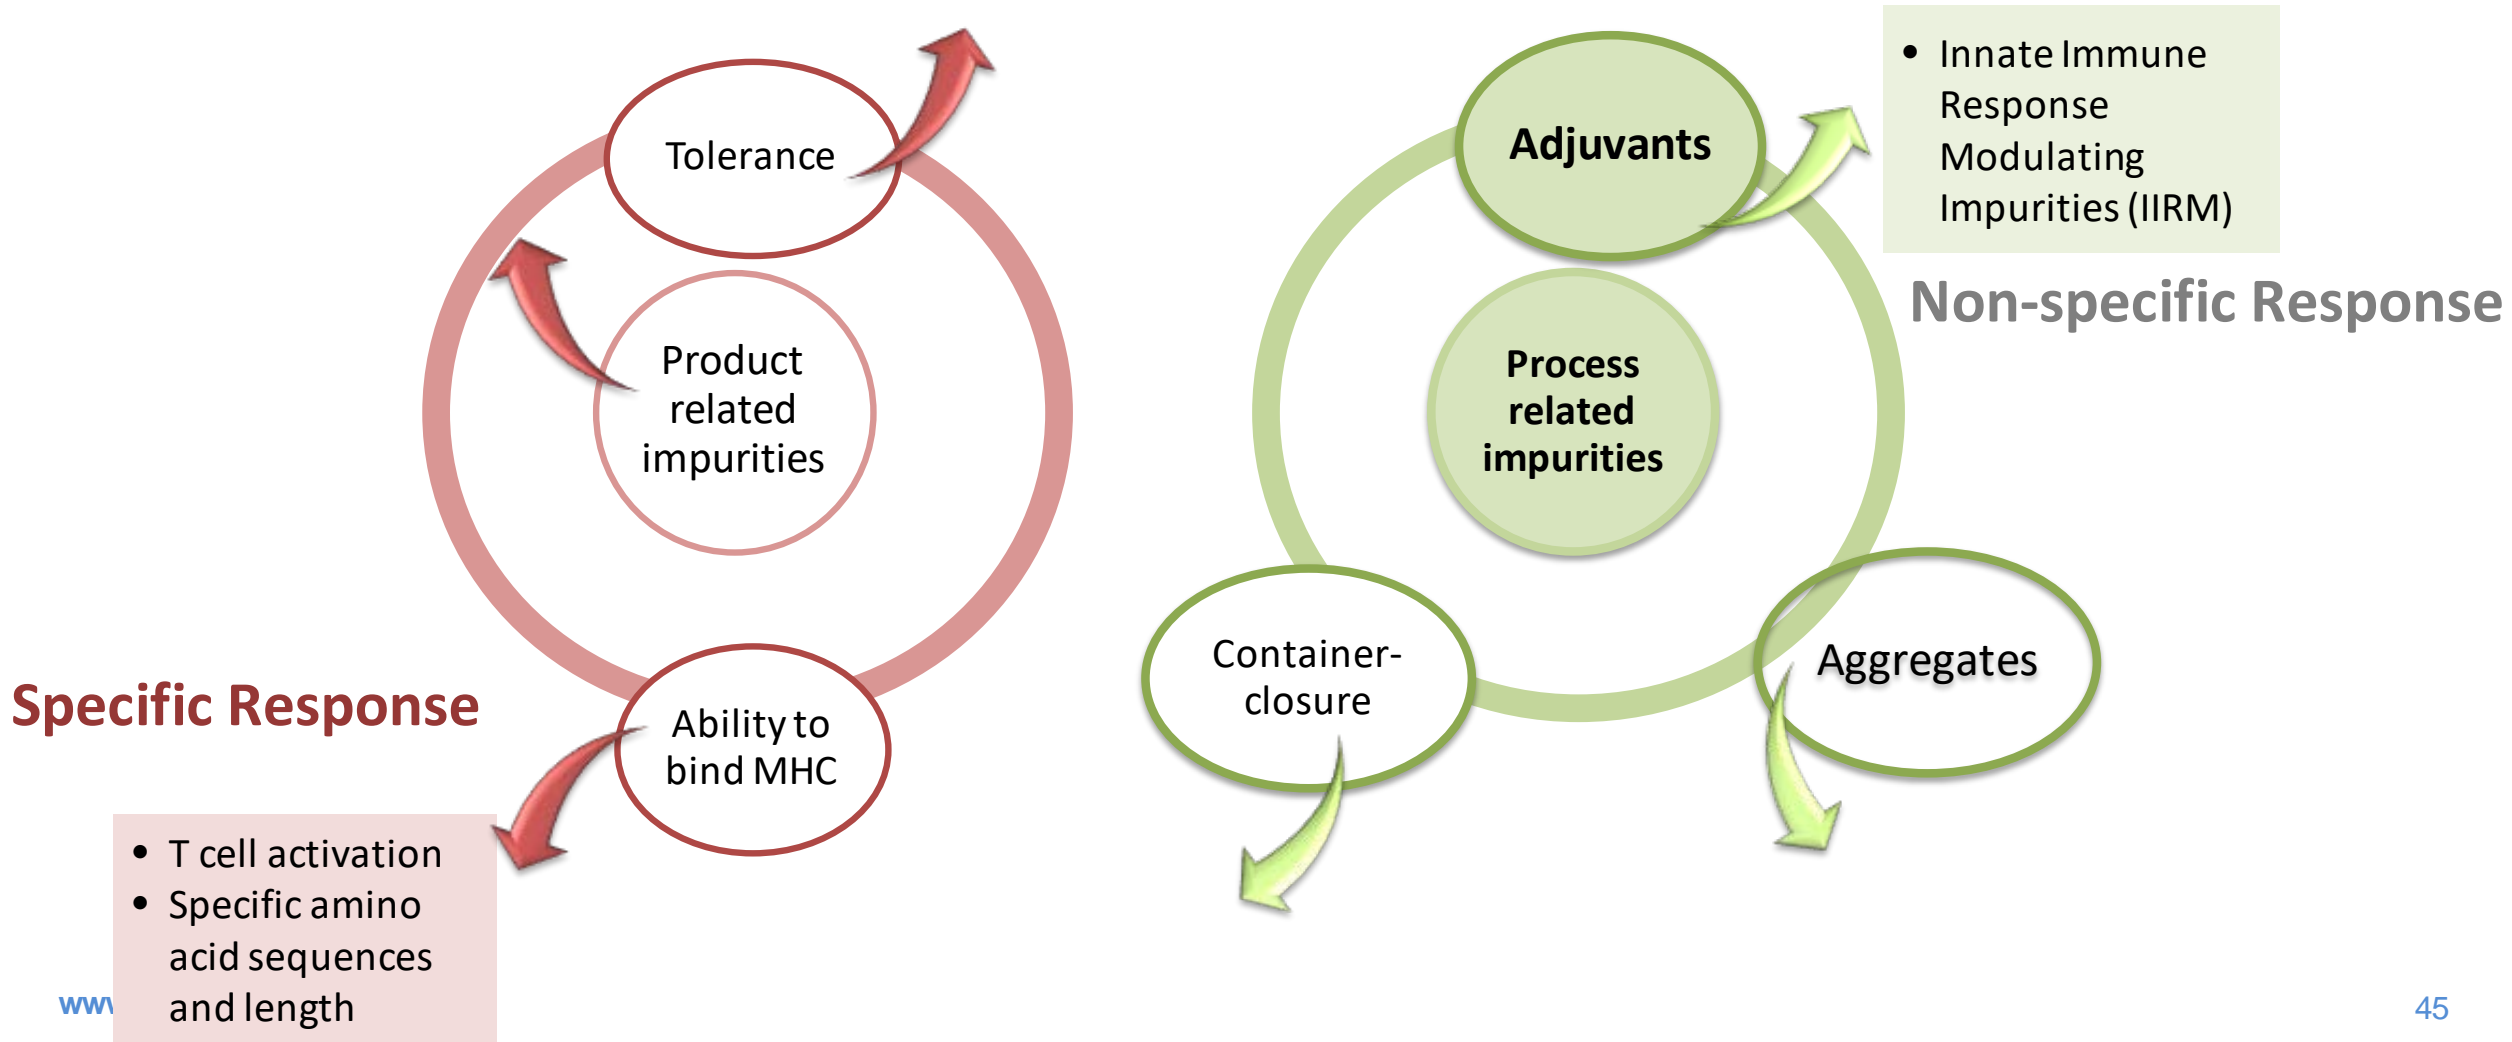 Tolerance
Product
related
impurities
Ability to
bind MHC
Specific Response
• T cell activation
• Specific amino
acid sequences
and length
Adjuvants
• Innate Immune
Response
Modulating
Impurities (IIRM)
Non-specific Response
Process
related
impurities
Container-
closure
Aggregates
45